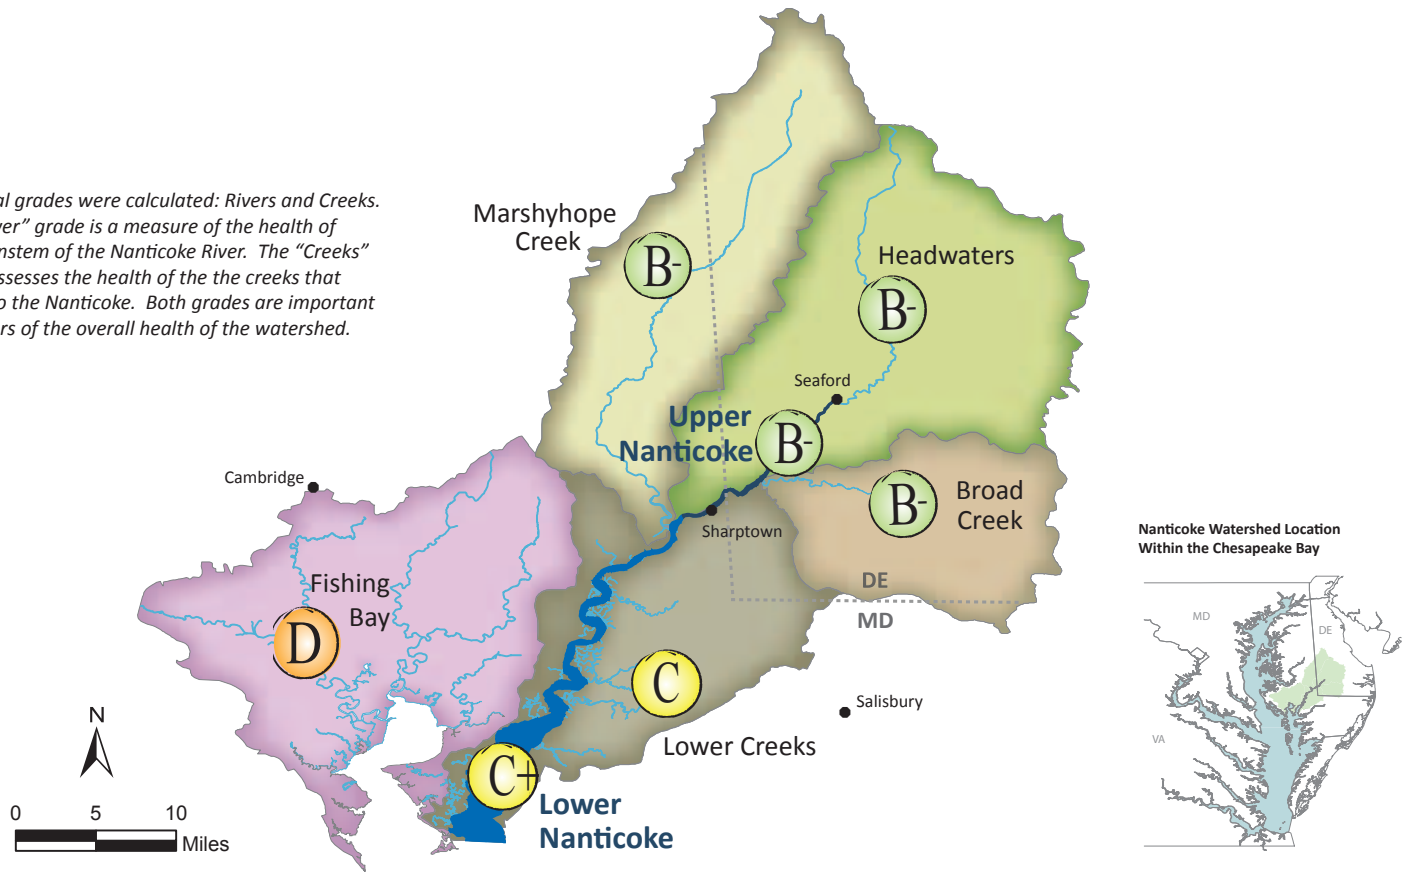 al grades were calculated: Rivers and Creeks.
ver” grade is a measure of the health of
nstem of the Nanticoke River. The “Creeks”
ssesses the health of the the creeks that
o the Nanticoke. Both grades are important
rs of the overall health of the watershed.
Marshyhope
Creek
B-
Headwaters
B-
Seaford
Upper
Nanticoke
B-
Cambridge
Broad
Creek
B-
Sharptown
DE
MD
Fishing
Bay
D
C
Salisbury
Lower Creeks
C+
Lower
Nanticoke
N
0 5 10
Miles
Nanticoke Watershed Location
Within the Chesapeake Bay
MD
DE
VA